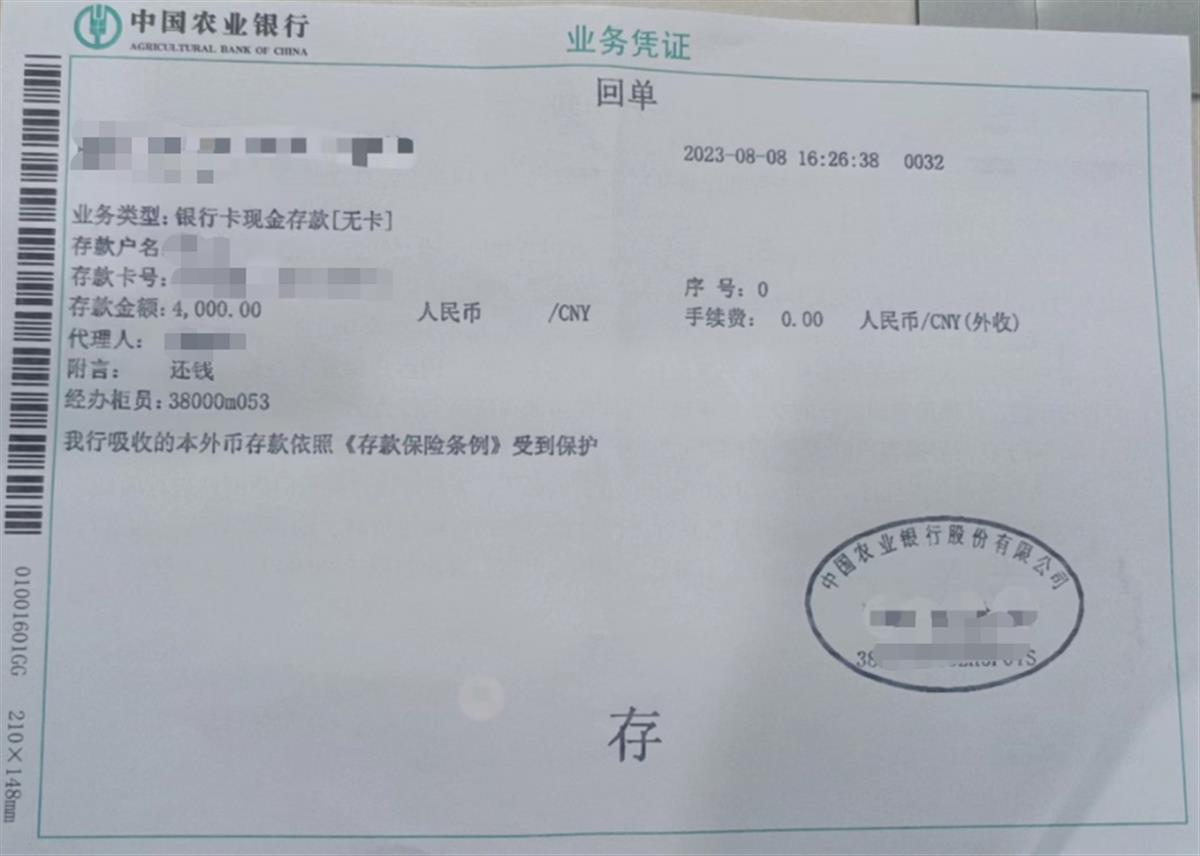 中国农业银行
AGRICULTURAL BANK OF CHINA
业务凭证
回单
2023-08-08 16:26:38 0032
业务类型:银行卡现金存款[无卡]
存款户名
存款卡号:
序 号: 0
存款金额:4,000.00 人民币 /CNY
手续费: 0.00 人民币/CNY(外收)
代理人:
附言: 还钱
经办柜员:38000m053
我行吸收的本外币存款依照《存款保险条例》受到保护
中国农业银行股份有限公司
存
01001601GG 210×148mm